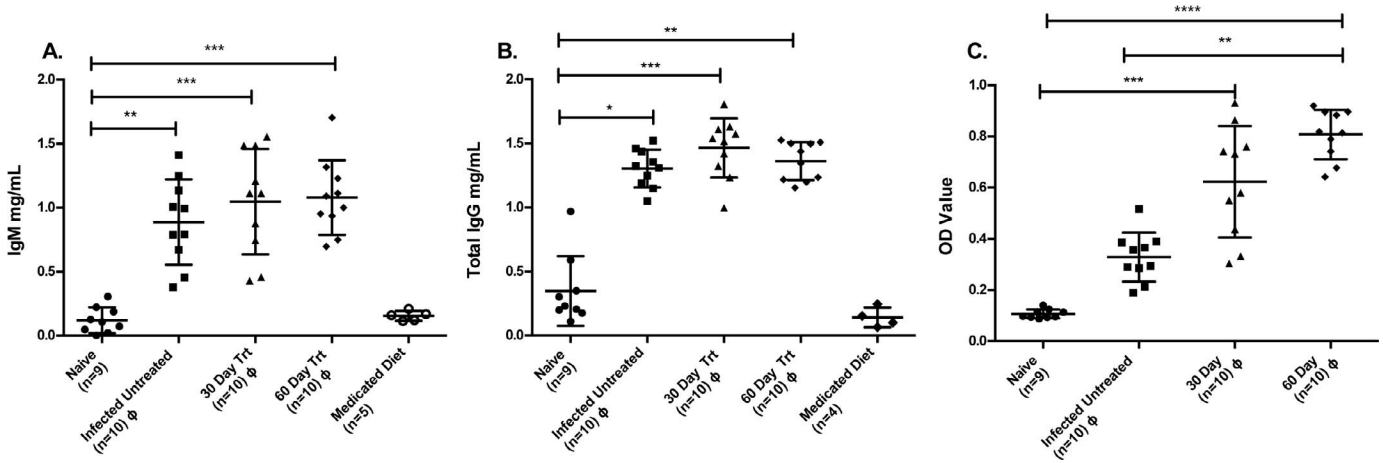 A.
***
***
**
2.0
1.5
1.0
0.5
0.0
IgM mg/mL
Naive
(n=9)
Infected Untreated
(n=10) ϕ
30 Day Trt
(n=10) ϕ
60 Day Trt
(n=10) ϕ
Medicated Diet
(n=5)
B.
**
***
*
2.0
1.5
1.0
0.5
0.0
Total IgG mg/mL
Naive
(n=9)
Infected Untreated
(n=10) ϕ
30 Day Trt
(n=10) ϕ
60 Day Trt
(n=10) ϕ
Medicated Diet
(n=4)
C.
****
**
***
1.0
0.8
0.6
0.4
0.2
0.0
OD Value
Naive
(n=9)
Infected Untreated
(n=10) ϕ
30 Day
(n=10) ϕ
60 Day
(n=10) ϕ